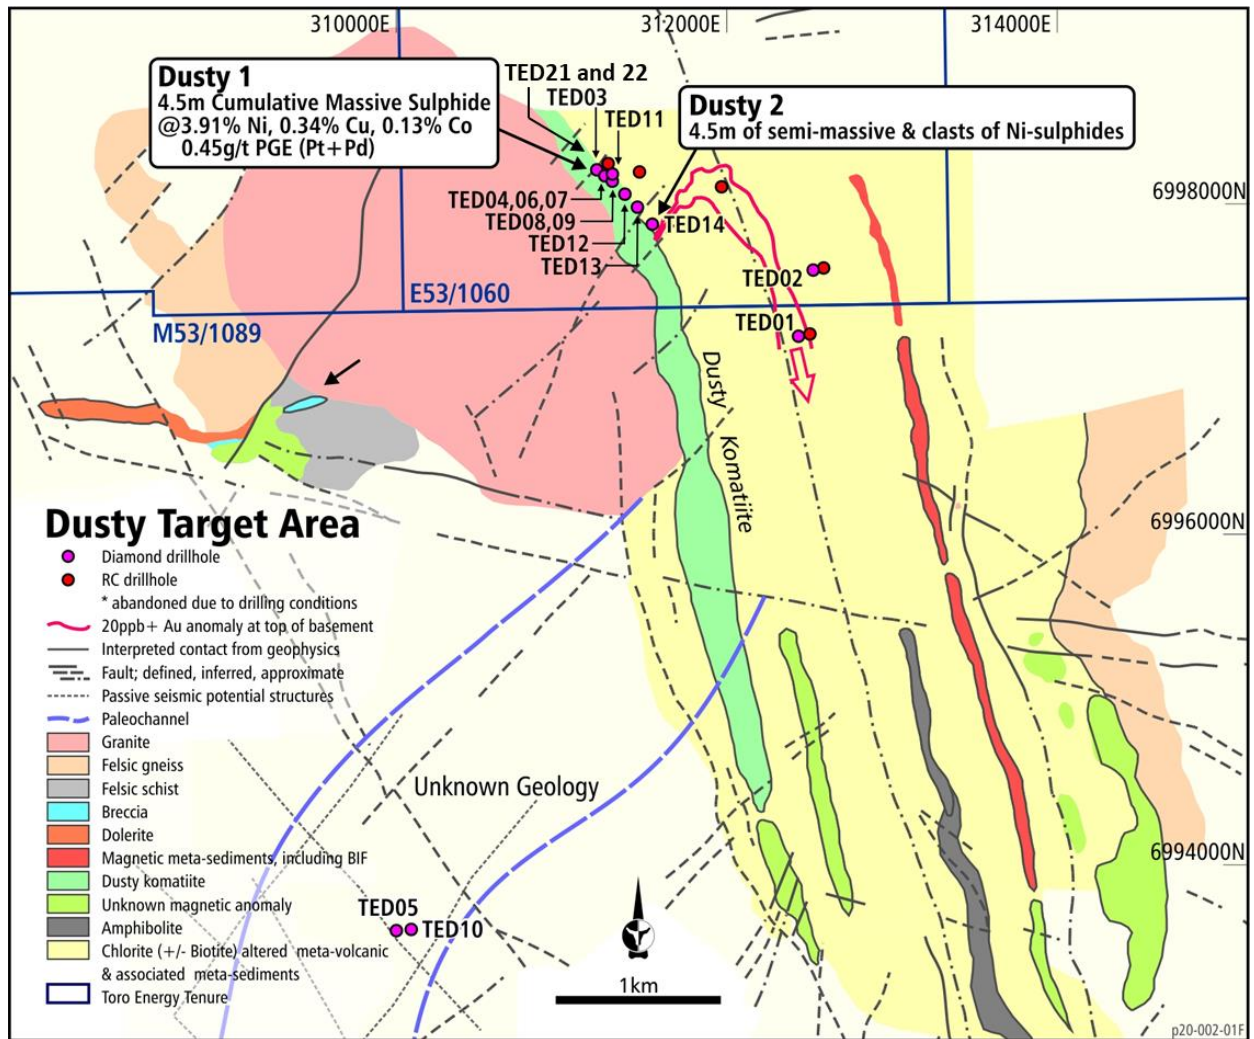 310000E
312000E
314000E
Dusty 1
4.5m Cumulative Massive Sulphide
@3.91% Ni, 0.34% Cu, 0.13% Co
0.45g/t PGE (Pt+Pd)
TED21 and 22
TED03
TED11
Dusty 2
4.5m of semi-massive & clasts of Ni-sulphides
6998000N
TED04,06,07
TED08,09
TED12
TED13
TED14
TED02
TED01
E53/1060
M53/1089
Dusty Komatiite
6996000N
Dusty Target Area
Diamond drillhole
RC drillhole
* abandoned due to drilling conditions
20ppb+ Au anomaly at top of basement
Interpreted contact from geophysics
Fault; defined, inferred, approximate
Passive seismic potential structures
Paleochannel
Granite
Felsic gneiss
Felsic schist
Breccia
Dolerite
Magnetic meta-sediments, including BIF
Dusty komatiite
Unknown magnetic anomaly
Amphibolite
Chlorite (+/- Biotite) altered meta-volcanic
& associated meta-sediments
Toro Energy Tenure
Unknown Geology
6994000N
TED05
TED10
1km
p20-002-01F